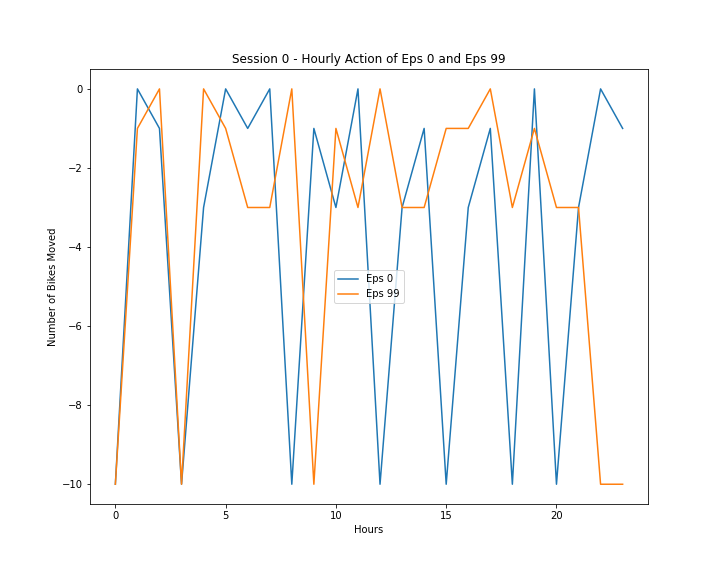 Session 0 - Hourly Action of Eps 0 and Eps 99
Number of Bikes Moved
0
−2
−4
−6
−8
−10
Eps 0
Eps 99
0 5 10 15 20
Hours